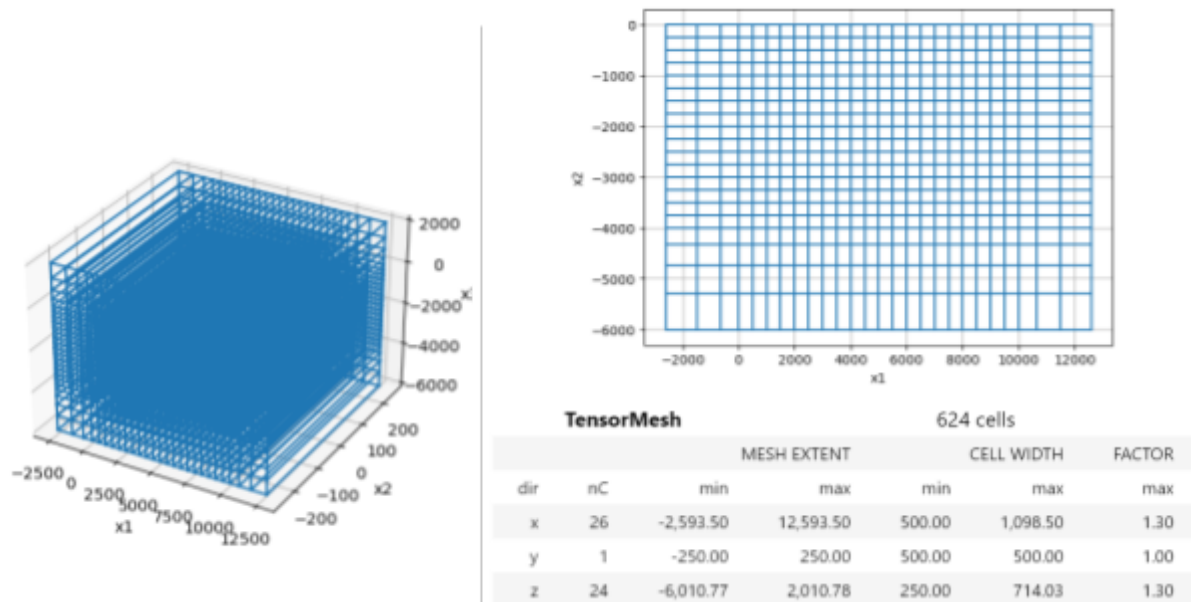 2000
0
−2000
x
−4000
−6000
200
100
0
−100
−200
x2
−2500
0
2500
5000
7500
10000
12500
x1
0
−1000
−2000
−3000
−4000
−5000
−6000
x2
−2000 0 2000 4000 6000 8000 10000 12000
x1
TensorMesh 624 cells
MESH EXTENT CELL WIDTH FACTOR
dir nC min max min max max
x 26 -2,593.50 12,593.50 500.00 1,098.50 1.30
y 1 -250.00 250.00 500.00 500.00 1.00
z 24 -6,010.77 2,010.78 250.00 714.03 1.30